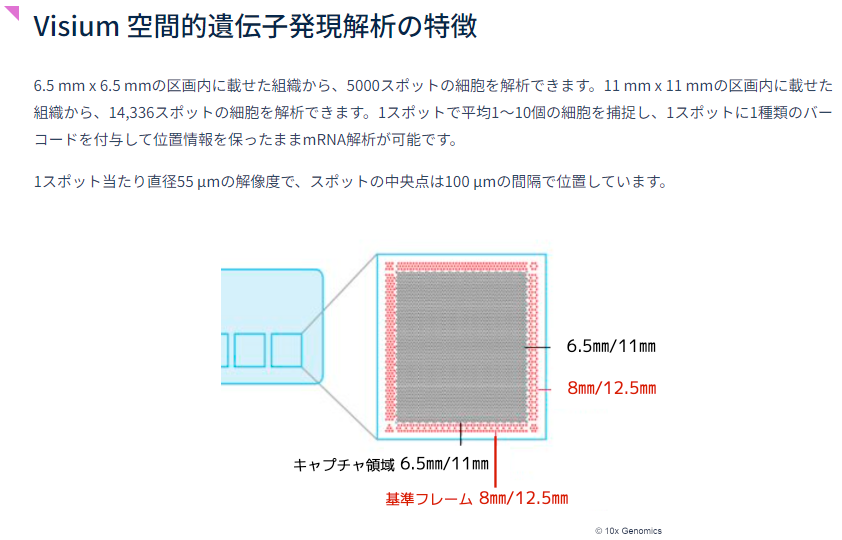 Visium 空間的遺伝子発現解析の特徴
6.5 mm x 6.5 mmの区画内に載せた組織から、5000スポットの細胞を解析できます。11 mm x 11 mmの区画内に載せた
組織から、14,336スポットの細胞を解析できます。1スポットで平均1～10個の細胞を捕捉し、1スポットに1種類のバー
コードを付与して位置情報を保ったままmRNA解析が可能です。
1スポット当たり直径55 μmの解像度で、スポットの中央点は100 μmの間隔で位置しています。
6.5㎜/11㎜
8㎜/12.5㎜
キャプチャ領域 6.5㎜/11㎜
基準フレーム 8㎜/12.5㎜
© 10x Genomics